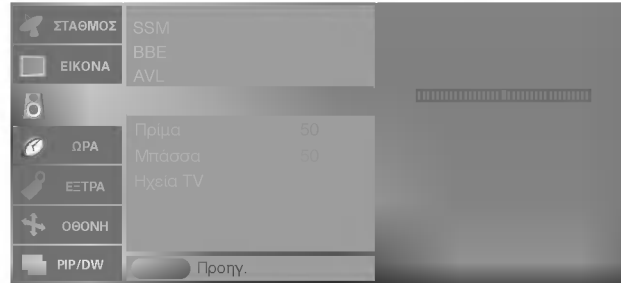 ΣΤΑΘΜΟΣ
ΕΙΚΟΝΑ
ΩΡΑ
ΕΞΤΡΑ
ΟΘΟΝΗ
PIP/DW
SSM
BBE
AVL
Πρίμα 50
Μπάσσα 50
Ηχεία TV
Προηγ.